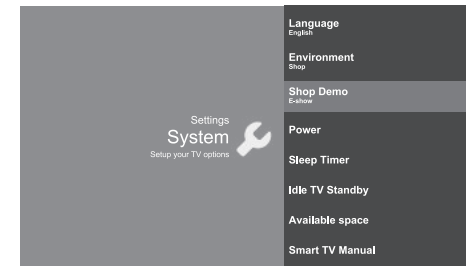 Settings
System
Setup your TV options
Language
English
Environment
Shop
Shop Demo
E-show
Power
Sleep Timer
Idle TV Standby
Available space
Smart TV Manual